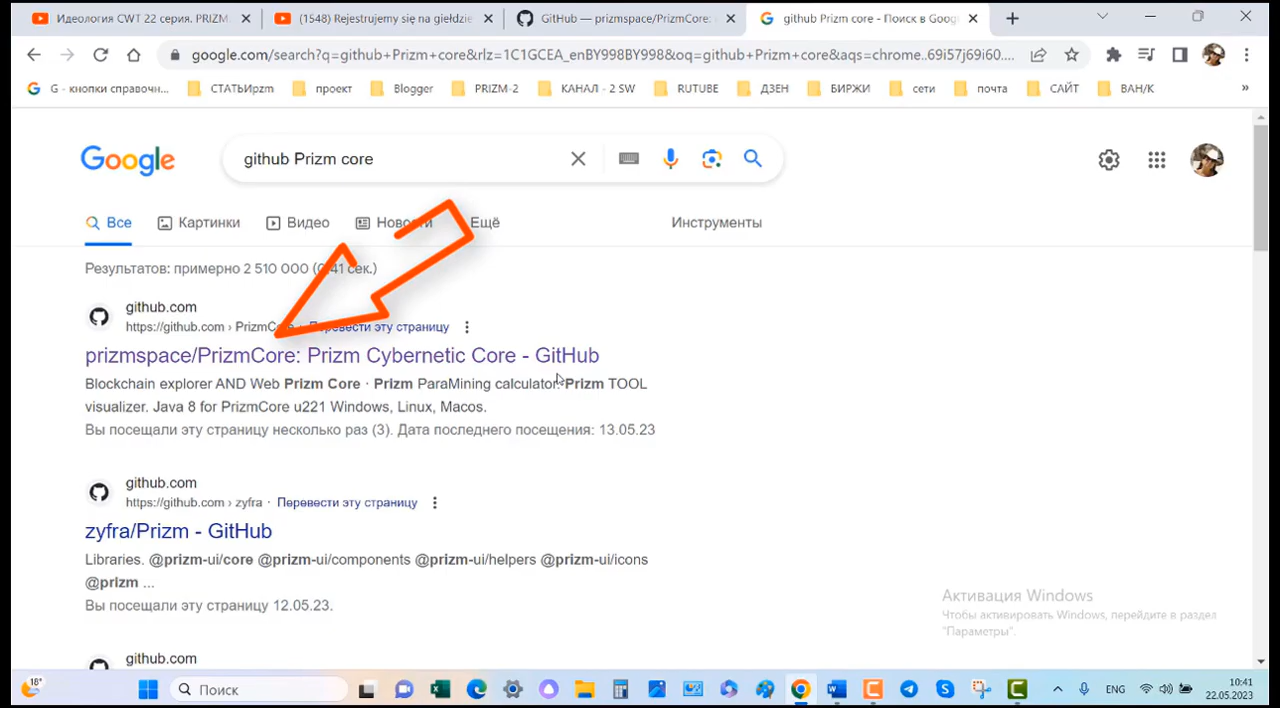 Идеология CWT 22 серия. PRIZM
(1548) Rejestrujemy się na giełdzie
GitHub — prizmspace/PrizmCore:
github Prizm core - Поиск в Goog
google.com/search?q=github+Prizm+core&rlz=1C1GCEA_enBY998BY998&oq=github+Prizm+core&aqs=chrome..69i57j69i60....
G - кнопки справочн...
СТАТЬИpzm
проект
Blogger
PRIZM-2
КАНАЛ - 2 SW
RUTUBE
ДЗЕН
БИРЖИ
сети
почта
САЙТ
ВАН/К
»
Google
github Prizm core
Все
Картинки
Видео
Новости
Ещё
Инструменты
Результатов: примерно 2 510 000 (0,41 сек.)
github.com
https://github.com › PrizmCore · Перевести эту страницу
prizmspace/PrizmCore: Prizm Cybernetic Core - GitHub
Blockchain explorer AND Web Prizm Core · Prizm ParaMining calculator. Prizm TOOL
visualizer. Java 8 for PrizmCore u221 Windows, Linux, Macos.
Вы посещали эту страницу несколько раз (3). Дата последнего посещения: 13.05.23
github.com
https://github.com › zyfra · Перевести эту страницу
zyfra/Prizm - GitHub
Libraries. @prizm-ui/core @prizm-ui/components @prizm-ui/helpers @prizm-ui/icons
@prizm ...
Вы посещали эту страницу 12.05.23.
github.com
Активация Windows
Чтобы активировать Windows, перейдите в раздел
"Параметры".
18°
Поиск
ENG
10:41
22.05.2023